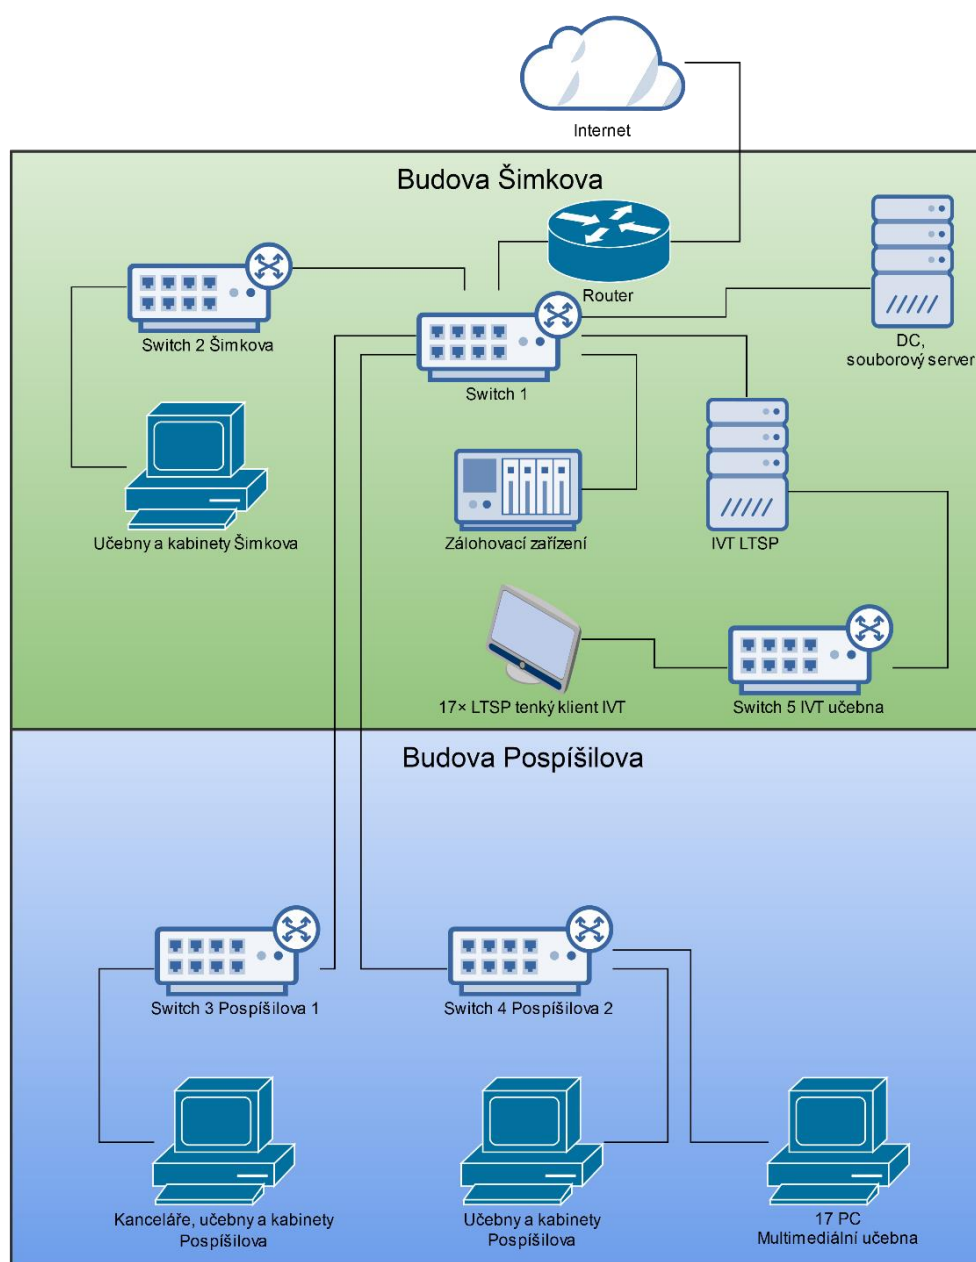 Internet
Budova Šimkova
Router
Switch 2 Šimkova
Switch 1
DC,
souborový server
Učebny a kabinety Šimkova
Zálohovací zařízení
IVT LTSP
17× LTSP tenký klient IVT
Switch 5 IVT učebna
Budova Pospíšilova
Switch 3 Pospíšilova 1
Switch 4 Pospíšilova 2
Kanceláře, učebny a kabinety
Pospíšilova
Učebny a kabinety
Pospíšilova
17 PC
Multimediální učebna